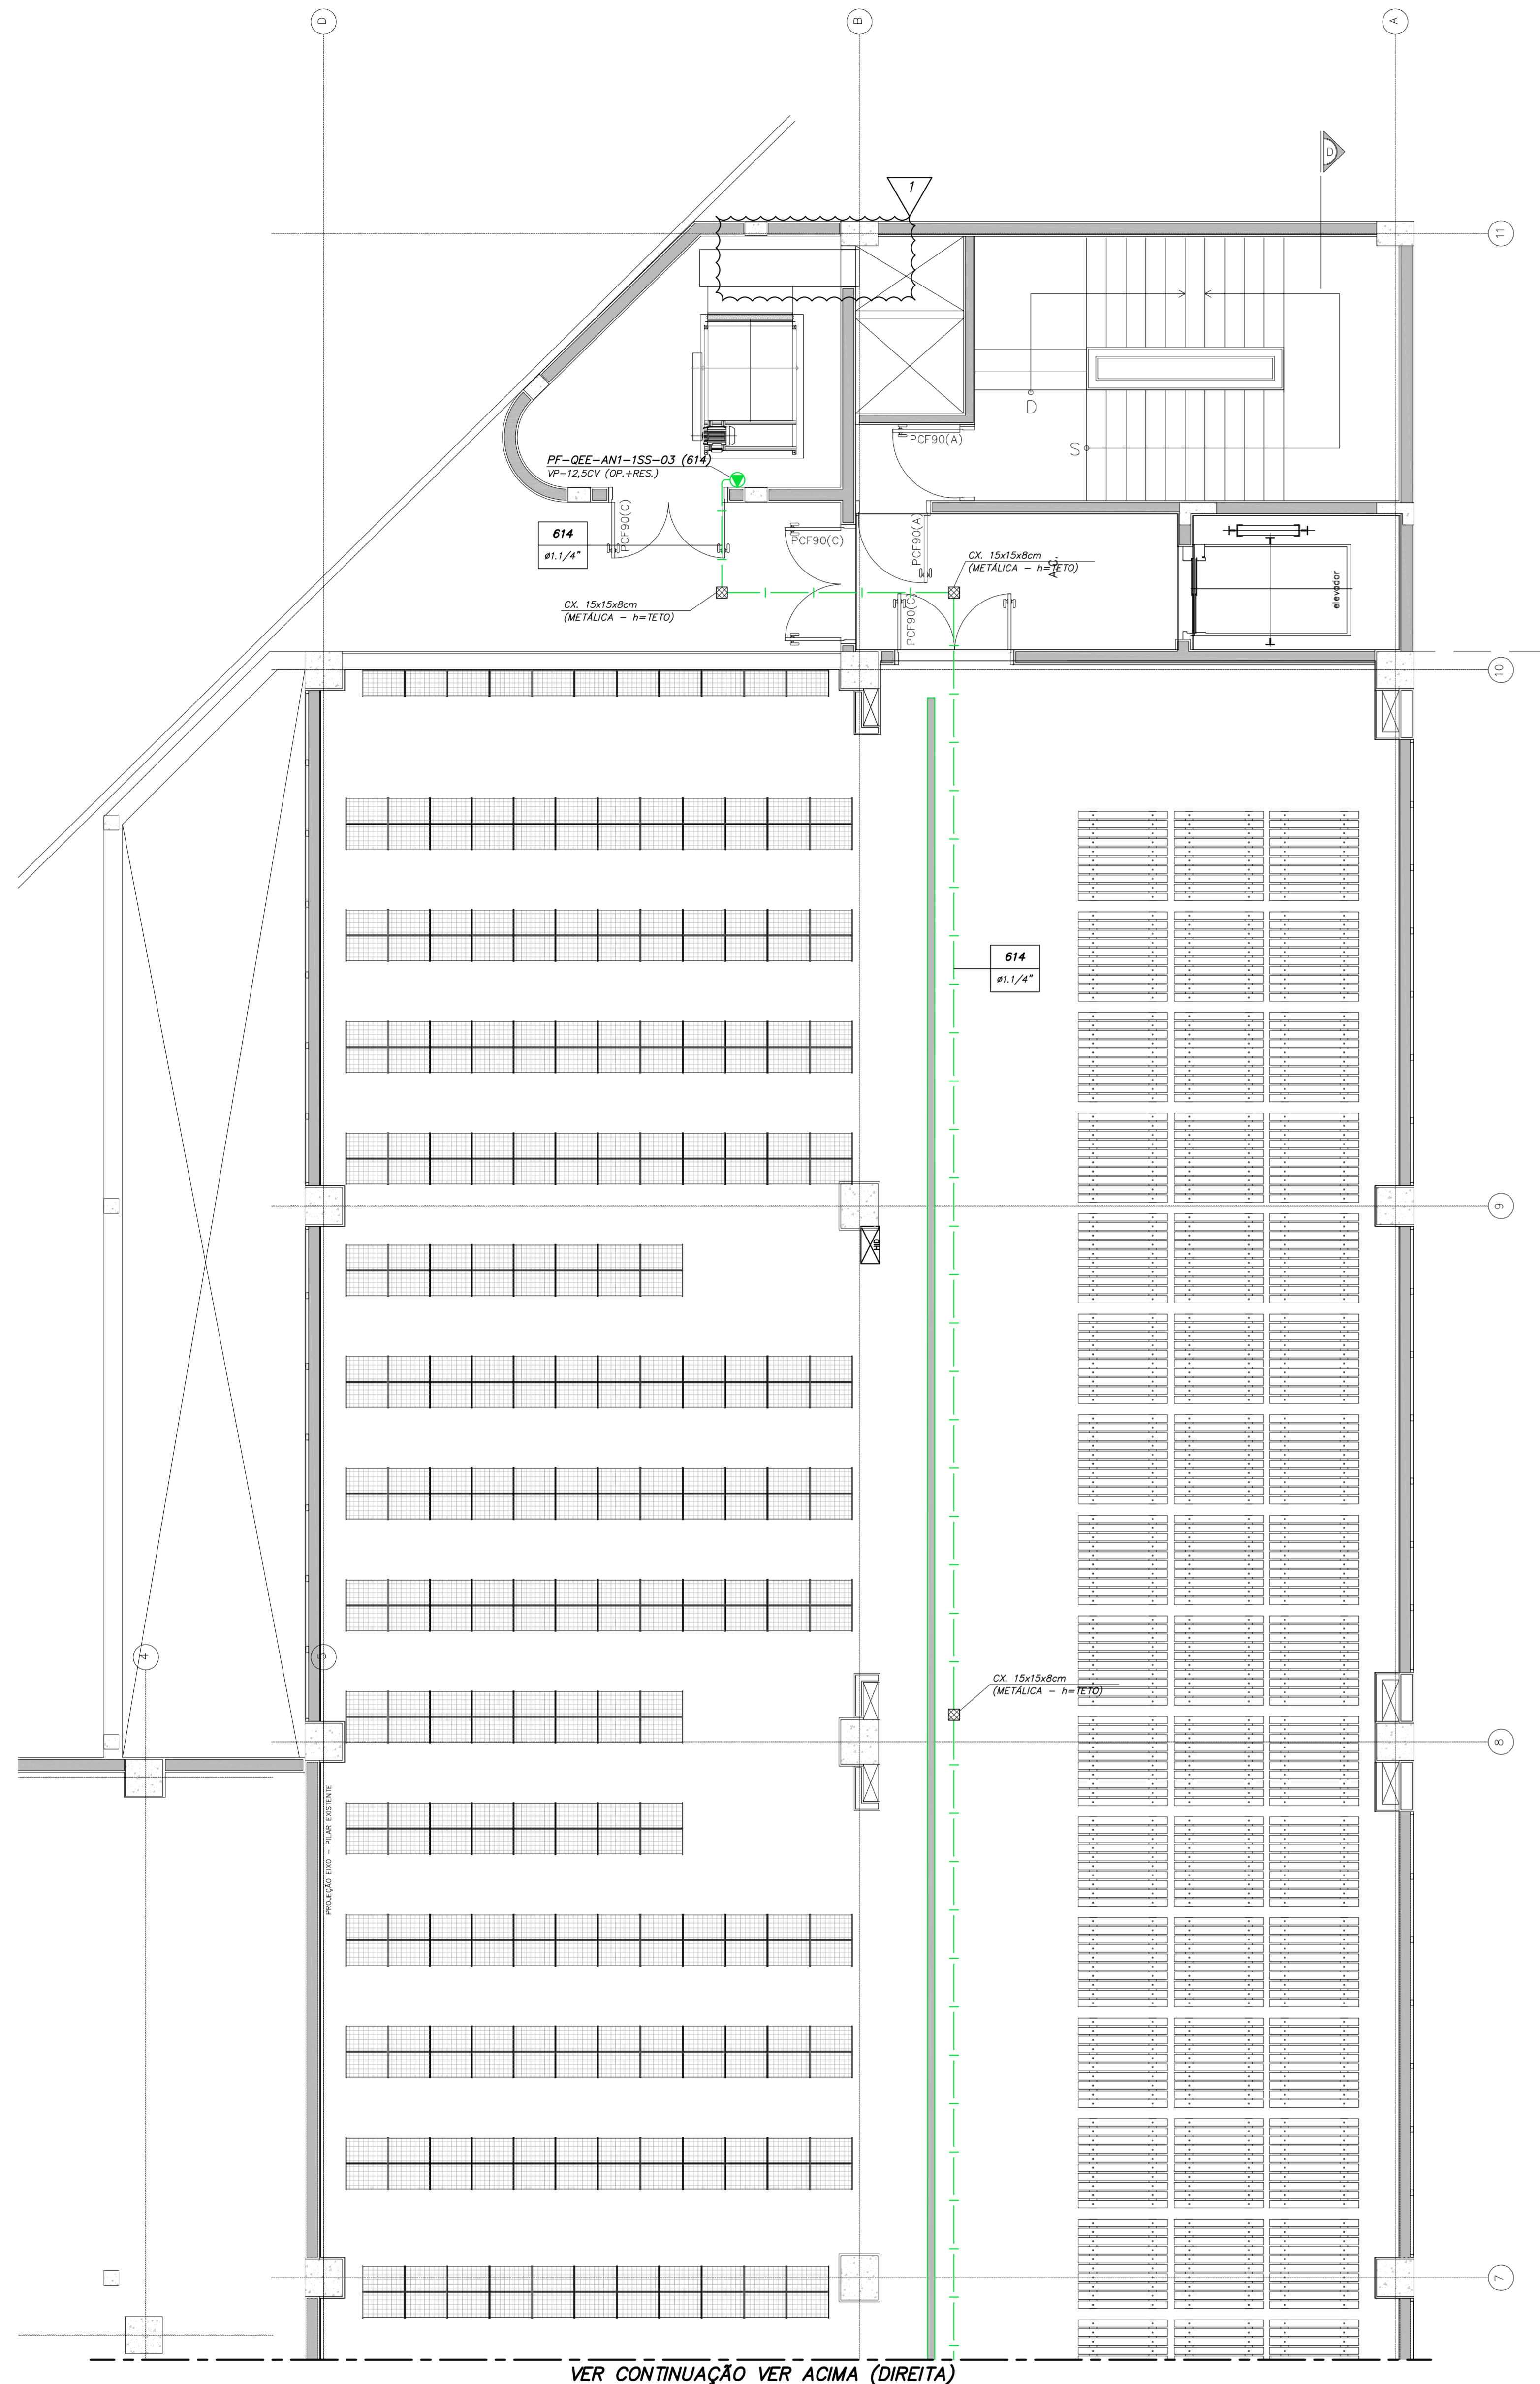 D
B
A
D
1
11
D
S
PCF90(A)
PF-QEE-AN1-1SS-03 (614)
VP-12,5CV (OP.+RES.)
614
ø1.1/4"
PCF90(C)
PCF90(C)
PCF90(A)
CX. 15x15x8cm
(METÁLICA - h=TETO)
A.C.
elevador
CX. 15x15x8cm
(METÁLICA - h=TETO)
PCF90(C)
10
614
ø1.1/4"
9
HID
4
5
CX. 15x15x8cm
(METÁLICA - h=TETO)
8
PROJEÇÃO EIXO - PILAR EXISTENTE
7
VER CONTINUAÇÃO VER ACIMA (DIREITA)